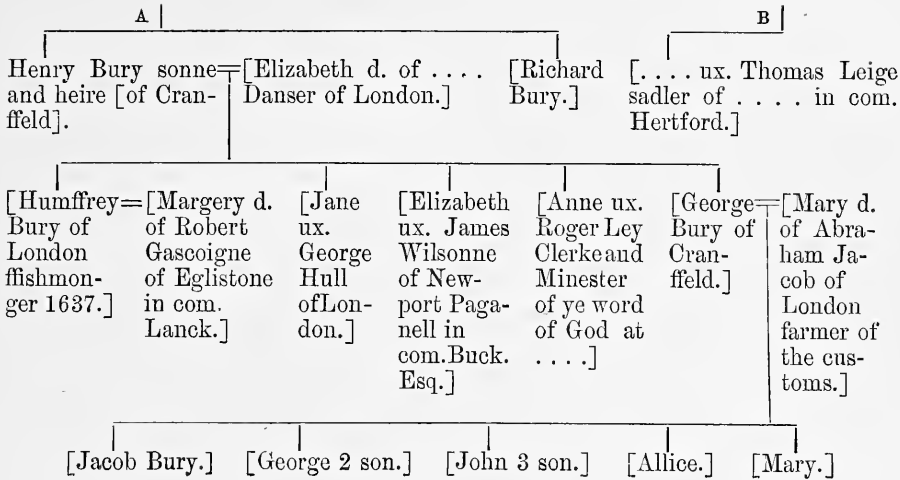 A
B
Henry Bury sonne
and heire [of Cran-
ffeld].
[Elizabeth d. of . . . .
Danser of London.]
[Richard
Bury.]
[. . . . ux. Thomas Leige
sadler of . . . . . in com.
Hertford.]
[Humffrey
Bury of
London
ffishmon-
ger 1637.]
[Margery d.
of Robert
Gascoigne
of Eglistone
in com.
Lanck.]
[Jane
ux.
George
Hull
ofLon-
don.]
[Elizabeth
ux. James
Wilsonne
of New-
port Paga-
nell in
com.Buck.
Esq.]
[Anne ux.
Roger Ley
Clerkeand
Minester
of ye word
of God at
. . . .]
[George
Bury of
Cran-
ffeld.]
[Mary d.
of Abra-
ham Ja-
cob of
London
farmer of
the cus-
toms.]
[Jacob Bury.]
[George 2 son.]
[John 3 son.]
[Allice.]
[Mary.]